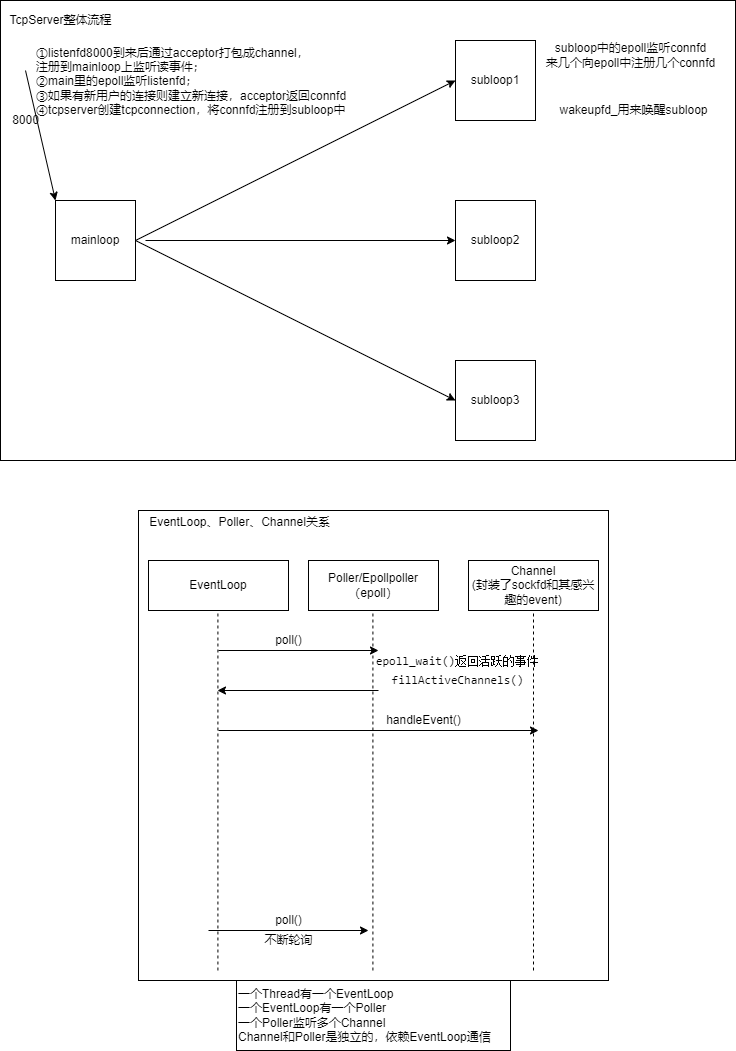 TcpServer整体流程
①listenfd8000到来后通过acceptor打包成channel，
注册到mainloop上监听读事件；
②main里的epoll监听listenfd；
③如果有新用户的连接则建立新连接，acceptor返回connfd
④tcpserver创建tcpconnection，将connfd注册到subloop中
8000
mainloop
subloop1
subloop中的epoll监听connfd
来几个向epoll中注册几个connfd
wakeupfd_用来唤醒subloop
subloop2
subloop3
EventLoop、Poller、Channel关系
EventLoop
Poller/Epollpoller
（epoll）
Channel
(封装了sockfd和其感兴
趣的event)
poll()
epoll_wait()返回活跃的事件
fillActiveChannels()
handleEvent()
poll()
不断轮询
一个Thread有一个EventLoop
一个EventLoop有一个Poller
一个Poller监听多个Channel
Channel和Poller是独立的，依赖EventLoop通信